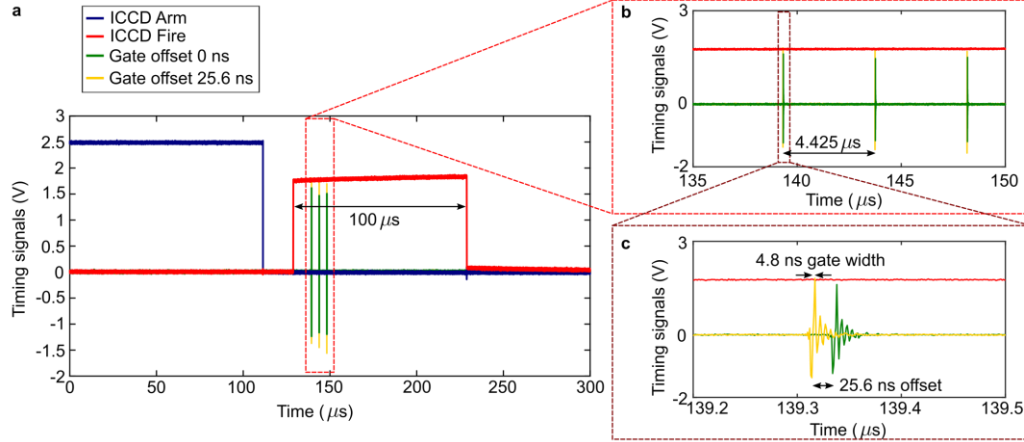 a
ICCD Arm
ICCD Fire
Gate offset 0 ns
Gate offset 25.6 ns
Timing signals (V)
3
2.5
2
1.5
1
0.5
0
-0.5
-1
-1.5
-2
100 μs
0
50
100
150
200
250
300
Time ( μs)
b
Timing signals (V)
3
0
-2
4.425 μs
135
140
145
150
Time ( μs)
c
Timing signals (V)
3
0
-2
4.8 ns gate width
25.6 ns offset
139.2
139.3
139.4
139.5
Time ( μs)